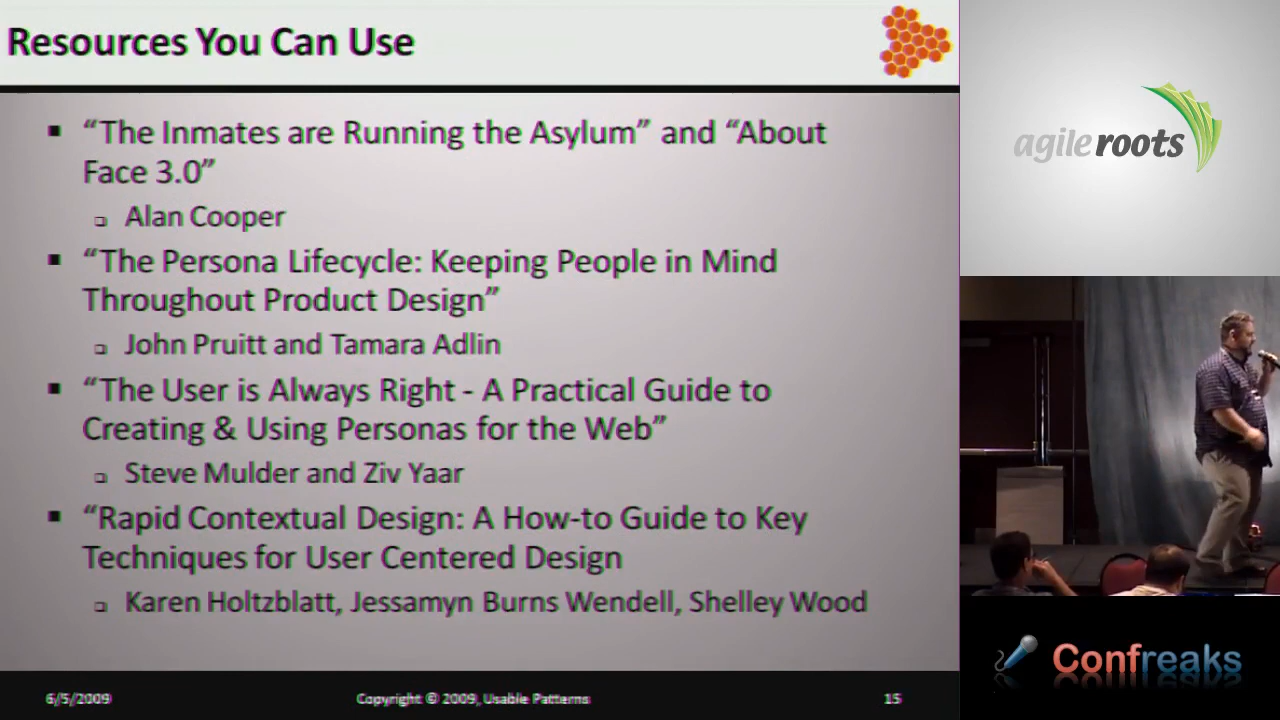 Resources You Can Use
“The Inmates are Running the Asylum” and “About
Face 3.0”
Alan Cooper
“The Persona Lifecycle: Keeping People in Mind
Throughout Product Design”
John Pruitt and Tamara Adlin
“The User is Always Right - A Practical Guide to
Creating & Using Personas for the Web”
Steve Mulder and Ziv Yaar
“Rapid Contextual Design: A How-to Guide to Key
Techniques for User Centered Design
Karen Holtzblatt, Jessamyn Burns Wendell, Shelley Wood
6/5/2009
Copyright © 2009, Usable Patterns
15
agileroots
Confreaks